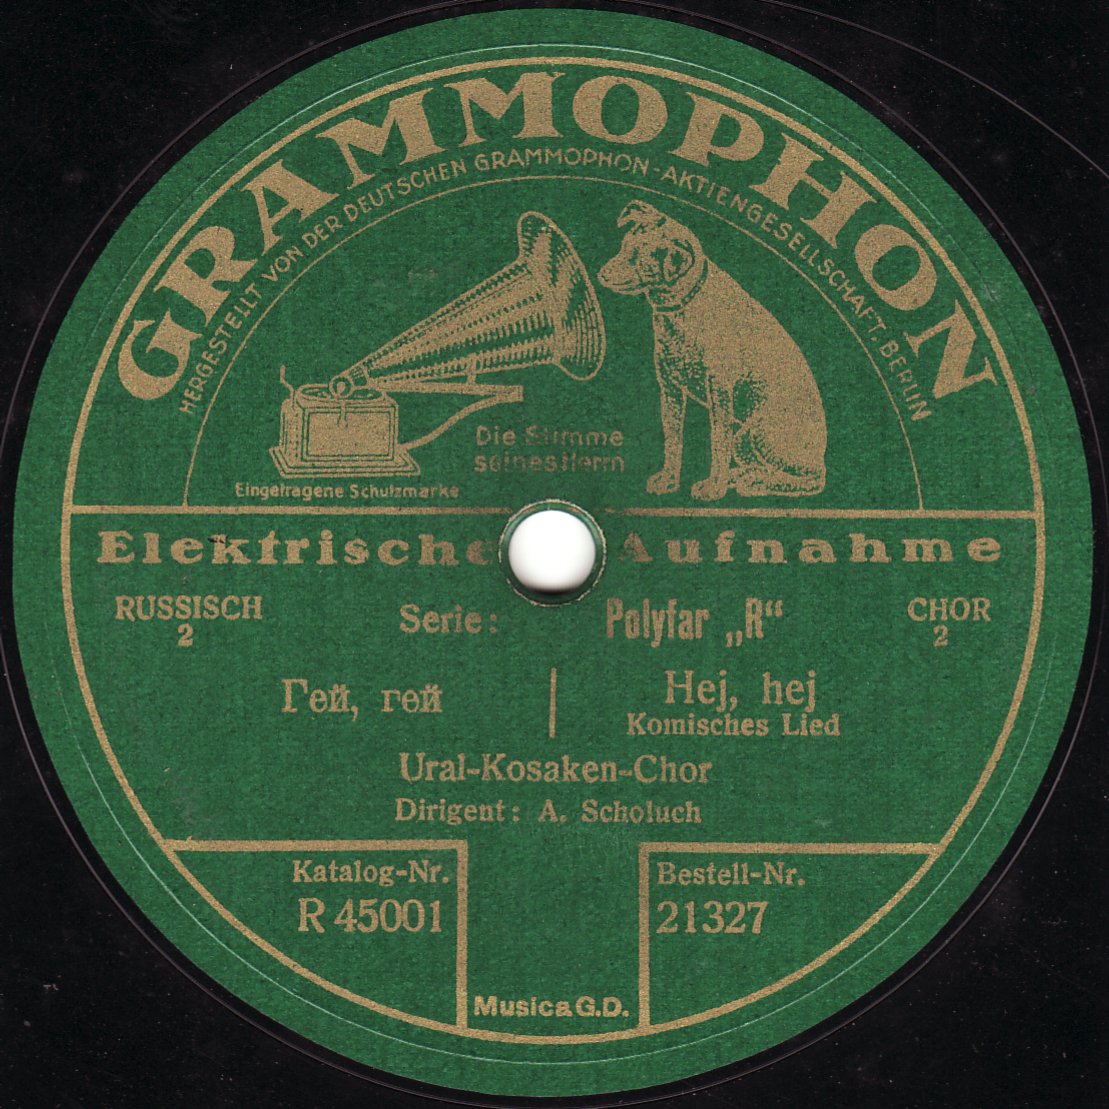 GRAMMOPHON
HERGESTELLT VON DER DEUTSCHEN GRAMMOPHON-AKTIENGESELLSCHAFT. BERLIN
Die Stimme
seines Herrn
Eingetragene Schutzmarke
Elektrische Aufnahme
RUSSISCH Serie: Polyfar „R“ CHOR
2 2
Гей, гей | Hej, hej
Komisches Lied
Ural-Kosaken-Chor
Dirigent: A. Scholuch
Katalog-Nr. Bestell-Nr.
R 45001 21327
Musica G.D.